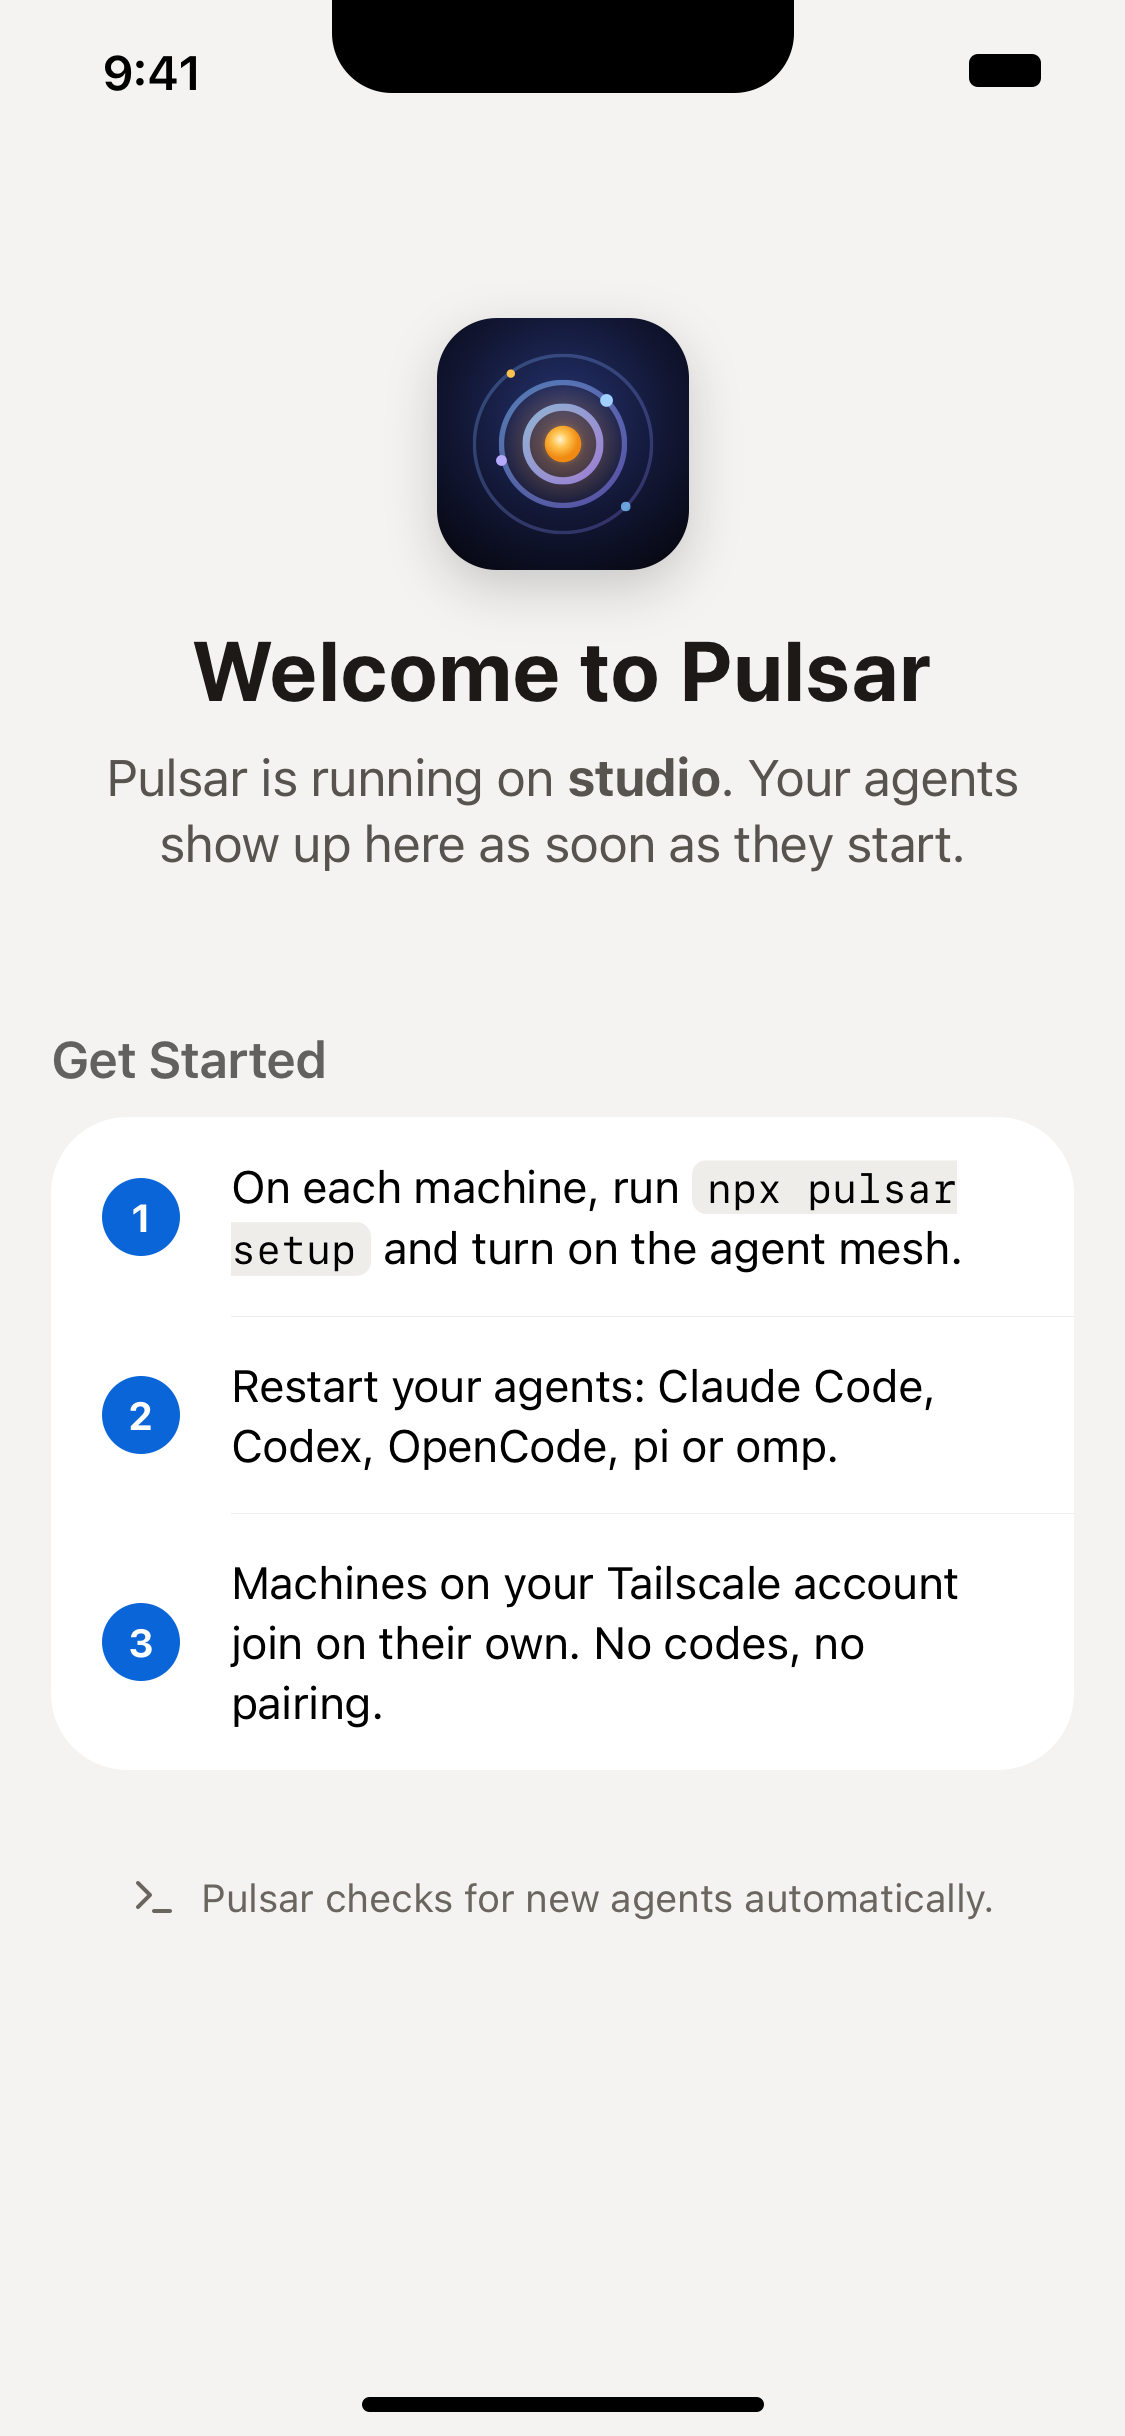 9:41
Welcome to Pulsar
Pulsar is running on studio. Your agents
show up here as soon as they start.
Get Started
1
On each machine, run npx pulsar
setup and turn on the agent mesh.
2
Restart your agents: Claude Code,
Codex, OpenCode, pi or omp.
3
Machines on your Tailscale account
join on their own. No codes, no
pairing.
Pulsar checks for new agents automatically.